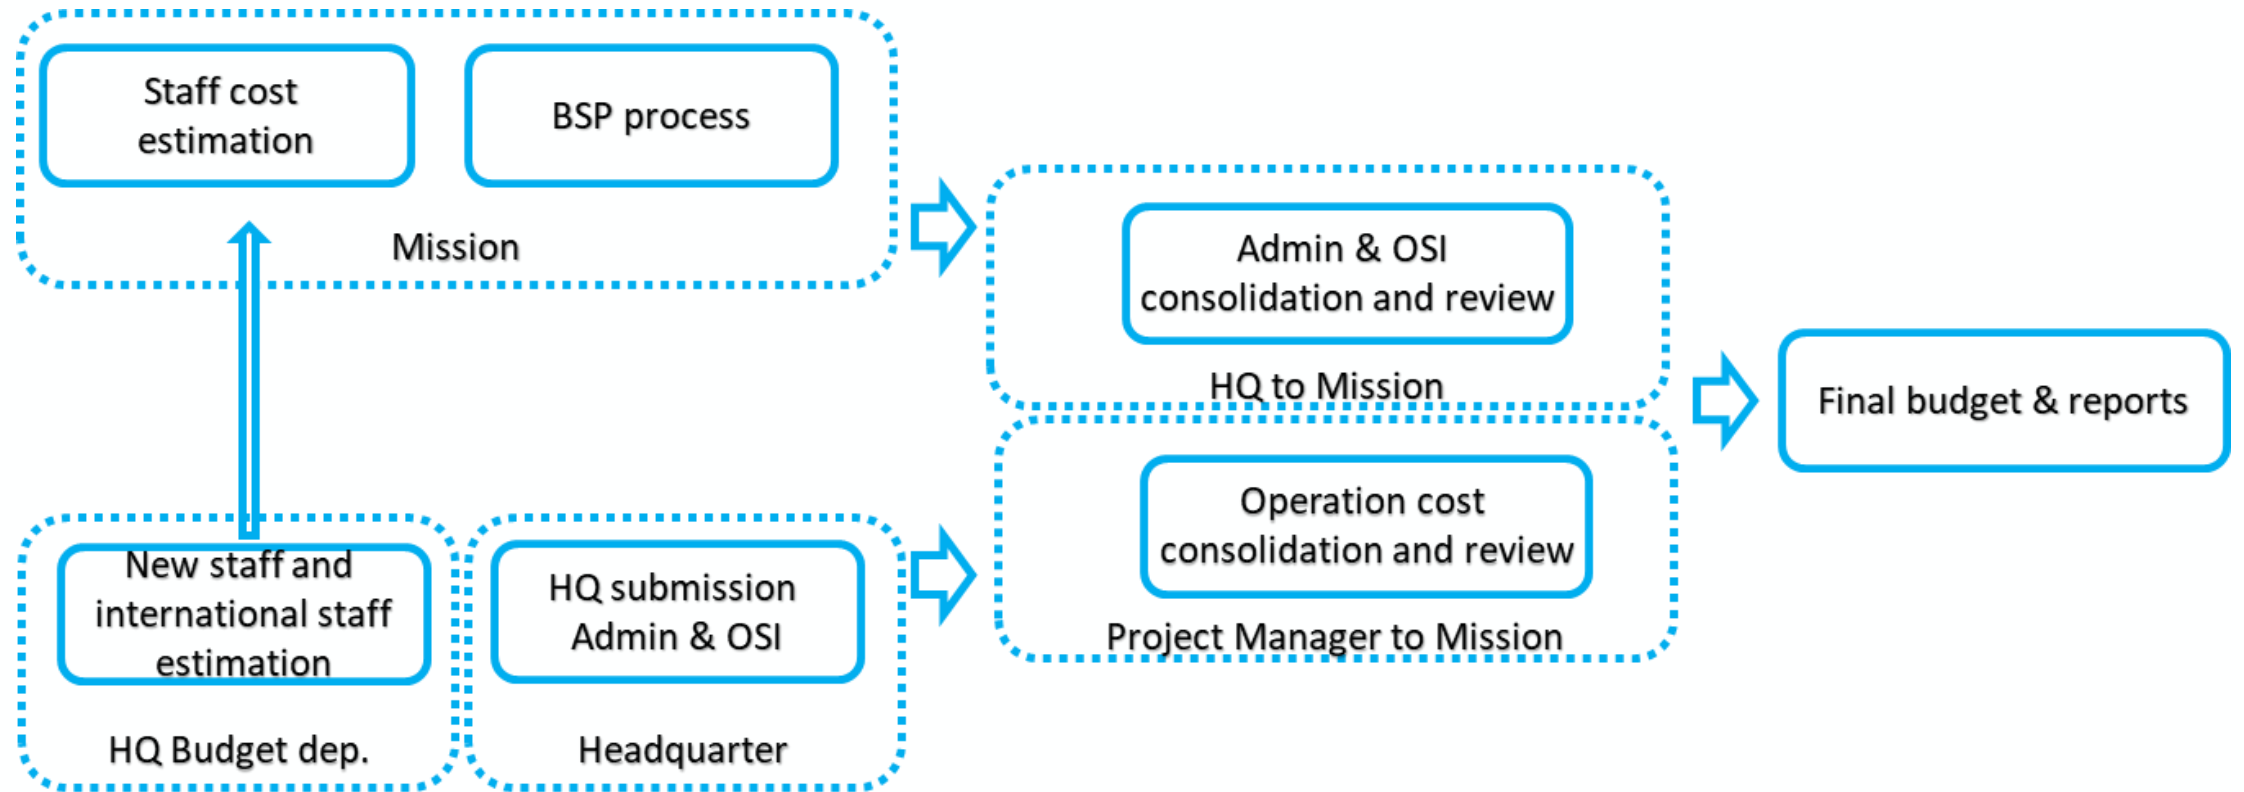 Staff cost
estimation
BSP process
Mission
Admin & OSI
consolidation and review
HQ to Mission
Final budget & reports
Operation cost
consolidation and review
Project Manager to Mission
New staff and
international staff
estimation
HQ Budget dep.
HQ submission
Admin & OSI
Headquarter